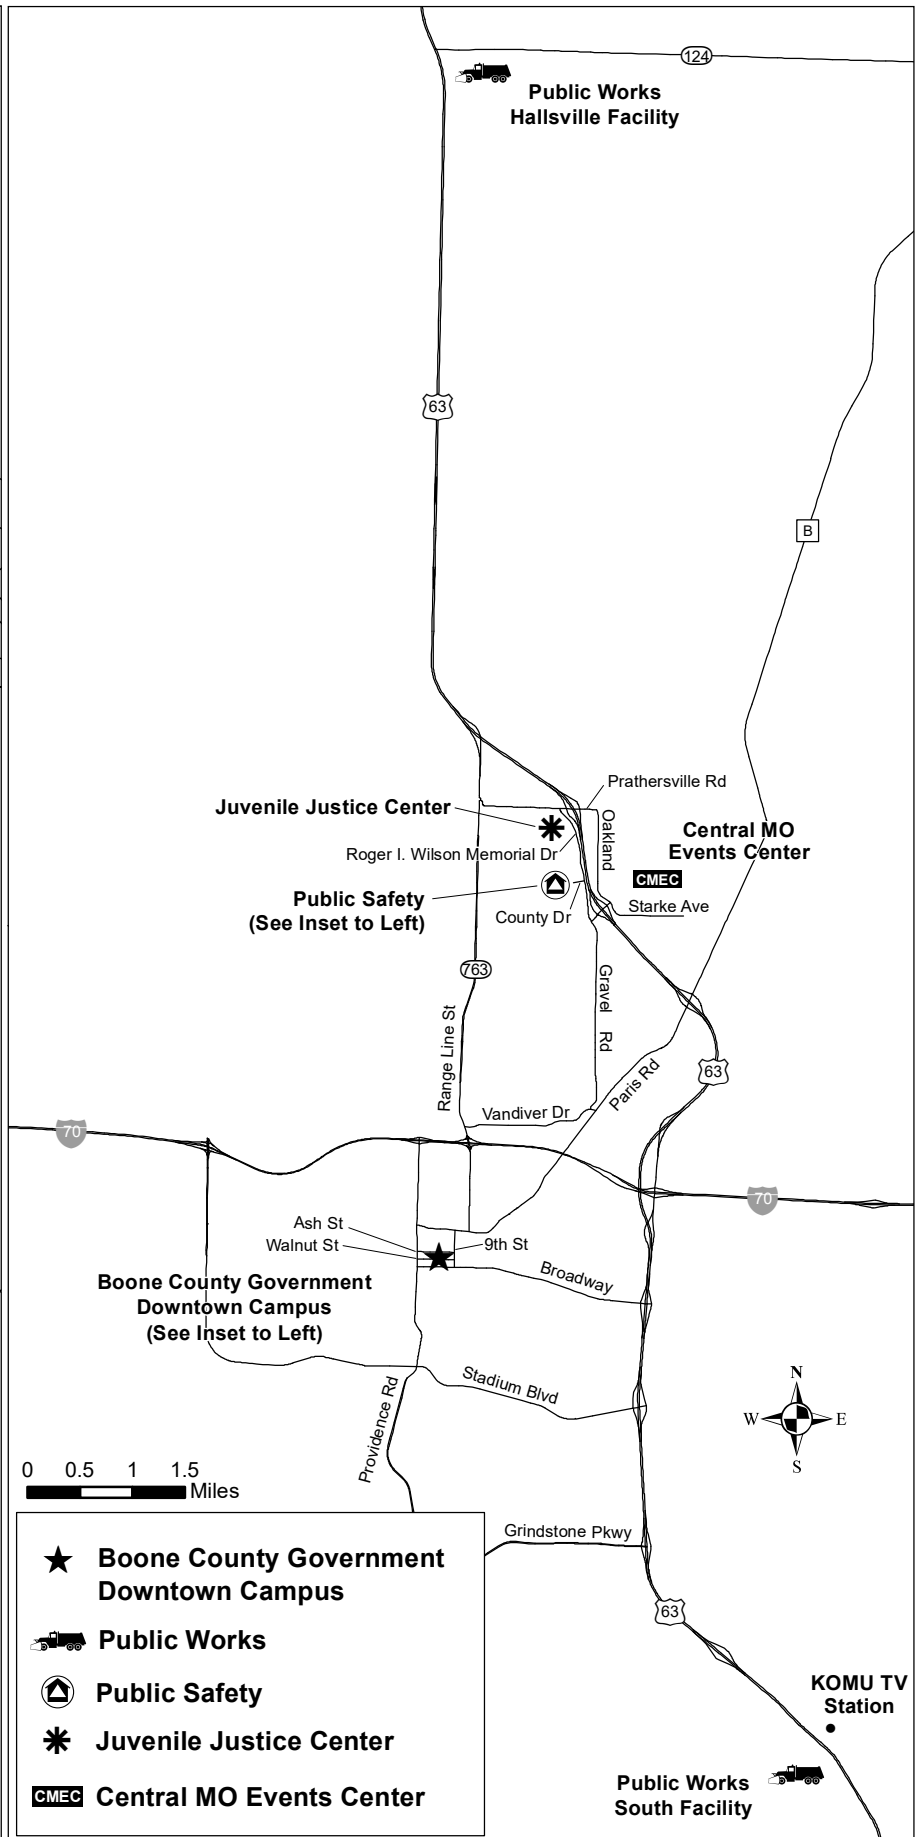 124
Public Works
Hallsville Facility
63
B
Prathersville Rd
Juvenile Justice Center
Oakland
Central MO
Events Center
Roger I. Wilson Memorial Dr
CMEC
Public Safety
(See Inset to Left)
Starke Ave
County Dr
763
Gravel Rd
Range Line St
63
Paris Rd
Vandiver Dr
70
70
Ash St
Walnut St
9th St
Broadway
Boone County Government
Downtown Campus
(See Inset to Left)
Stadium Blvd
Providence Rd
N
W
E
S
0 0.5 1 1.5
Miles
Grindstone Pkwy
Boone County Government
Downtown Campus
Public Works
Public Safety
Juvenile Justice Center
CMEC
Central MO Events Center
63
KOMU TV
Station
Public Works
South Facility